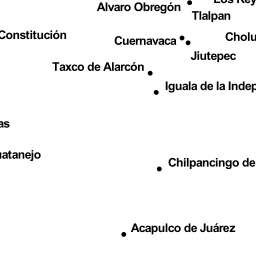 Alvaro Obregón
Tlalpan
Constitución
Cuernavaca
Jiutepec
Taxco de Alarcón
Iguala de la
Chilpancingo de
Acapulco de Juárez